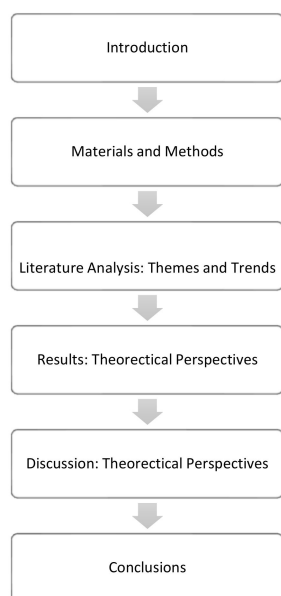 Introduction
Materials and Methods
Literature Analysis: Themes and Trends
Results: Theorectical Perspectives
Discussion: Theorectical Perspectives
Conclusions